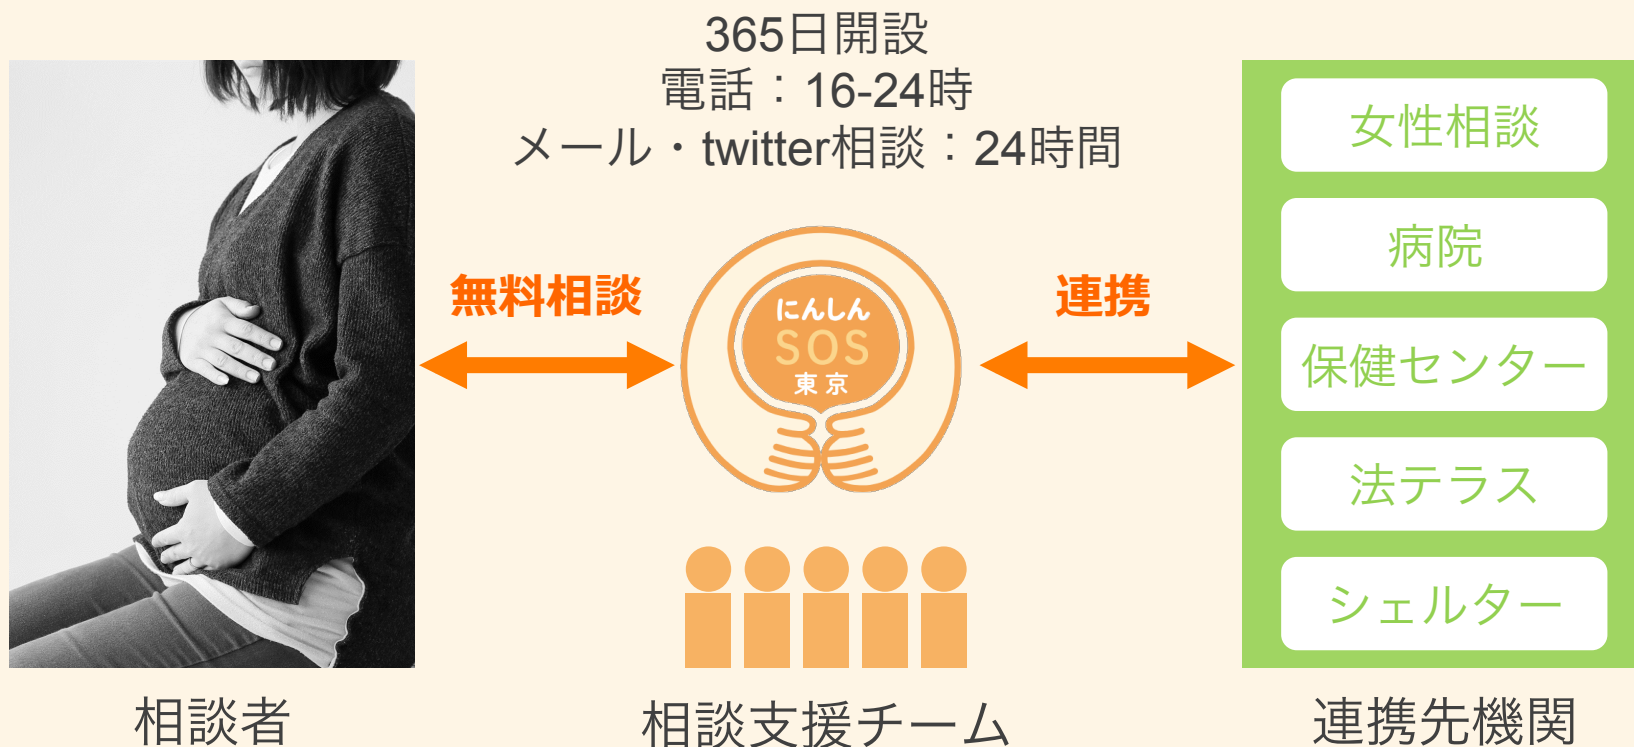 365日開設
電話：16-24時
メール・twitter相談：24時間
無料相談
にんしん
SOS
東京
連携
女性相談
病院
保健センター
法テラス
シェルター
相談者
相談支援チーム
連携先機関